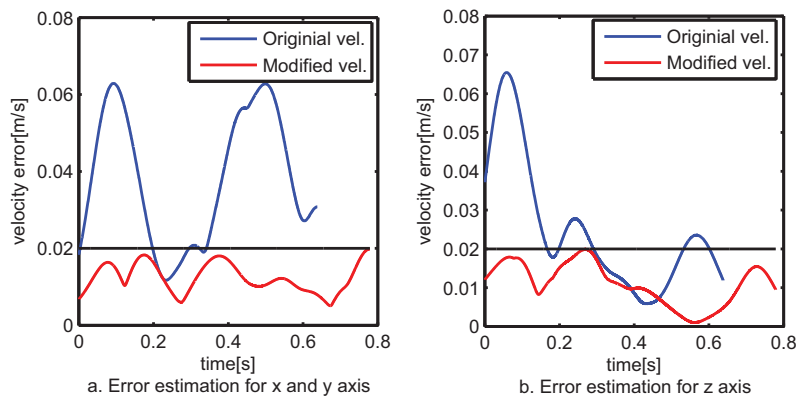 0.08
0.06
0.04
0.02
0
velocity error[m/s]
Originial vel.
Modified vel.
0 0.2 0.4 0.6 0.8
time[s]
a. Error estimation for x and y axis
0.08
0.07
0.06
0.05
0.04
0.03
0.02
0.01
0
velocity error[m/s]
Originial vel.
Modified vel.
0 0.2 0.4 0.6 0.8
time[s]
b. Error estimation for z axis